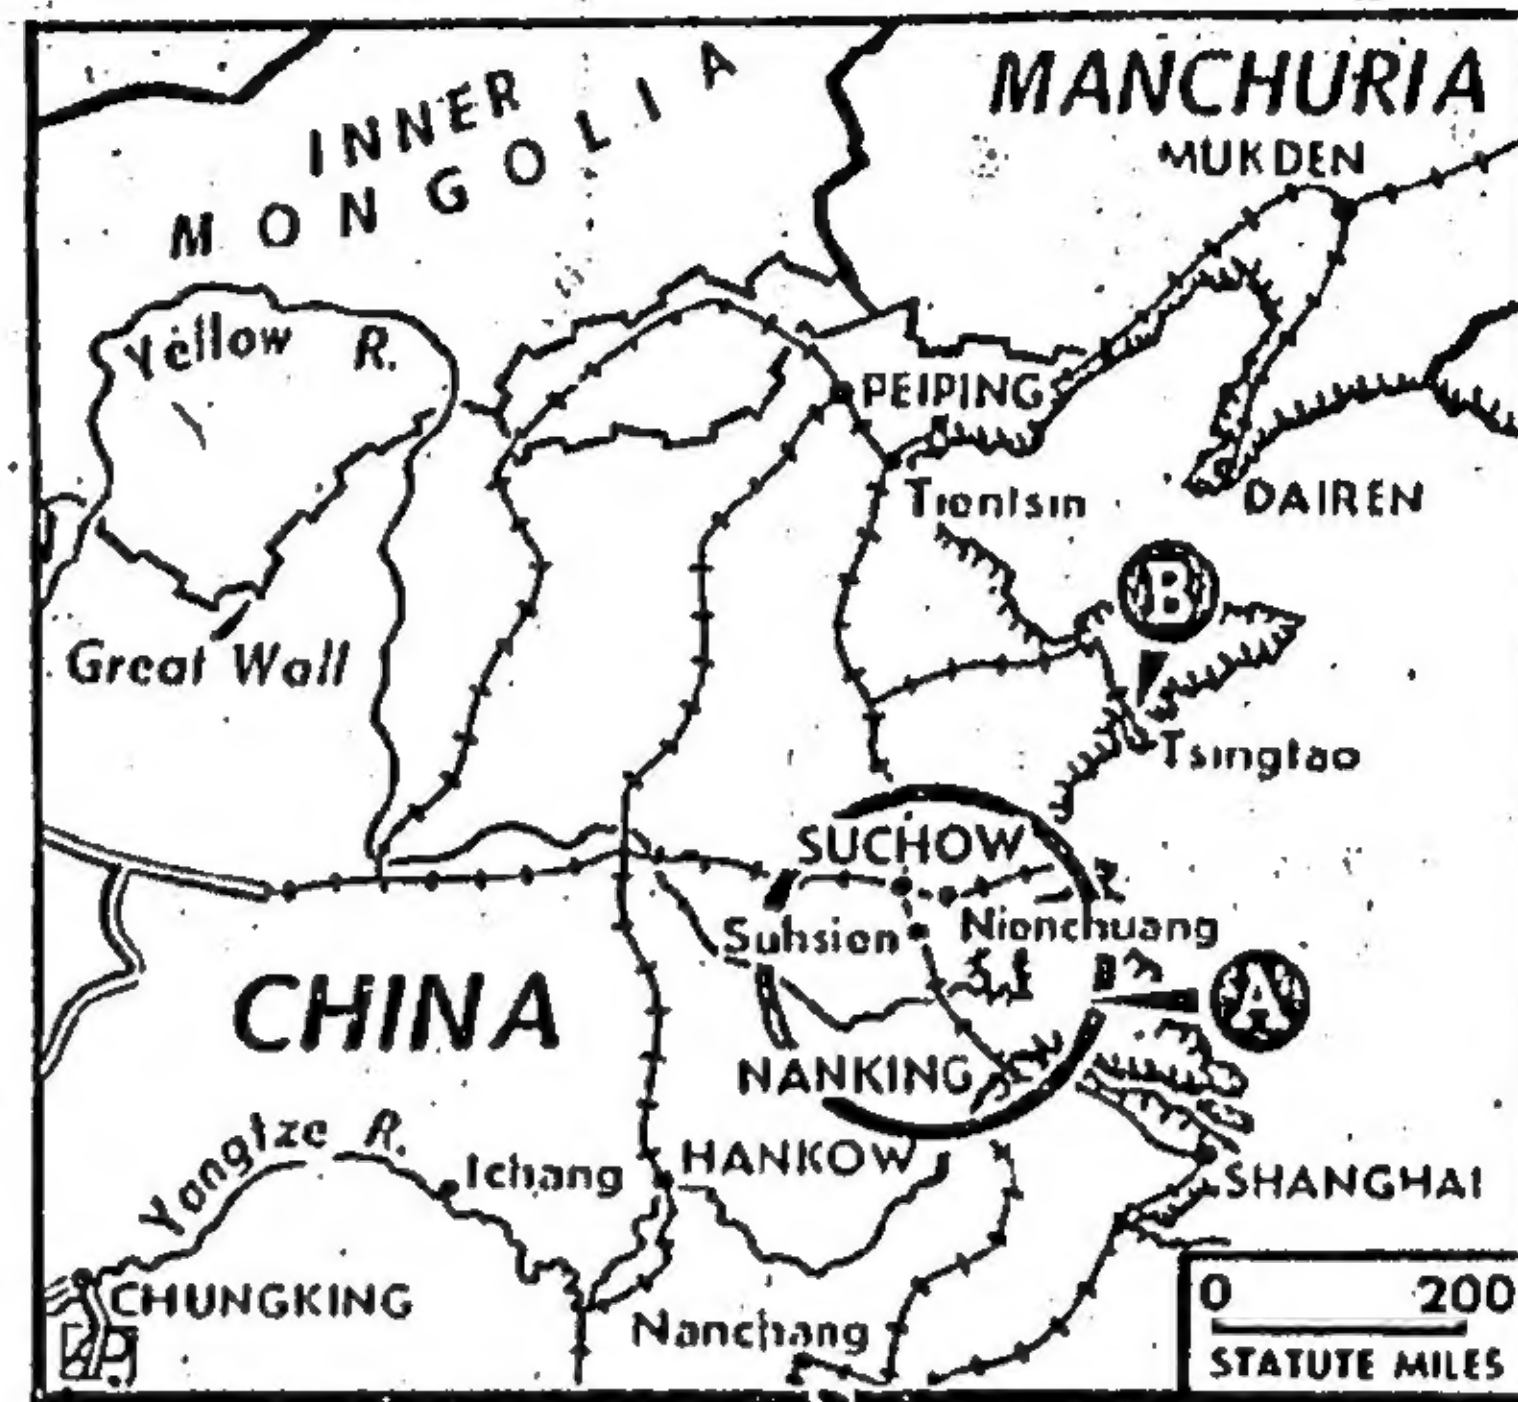 MANCHURIA
INNER
MONGOLIA
MUKDEN
Yellow R.
PEIPING
Tientsin
DAIREN
B
Great Wall
Tsingtao
SUCHOW
Suhsien
Nienchuang
CHINA
A
NANKING
Yangtze R.
Ichang
HANKOW
SHANGHAI
CHUNGKING
Nanchang
AP
0 200
STATUTE MILES